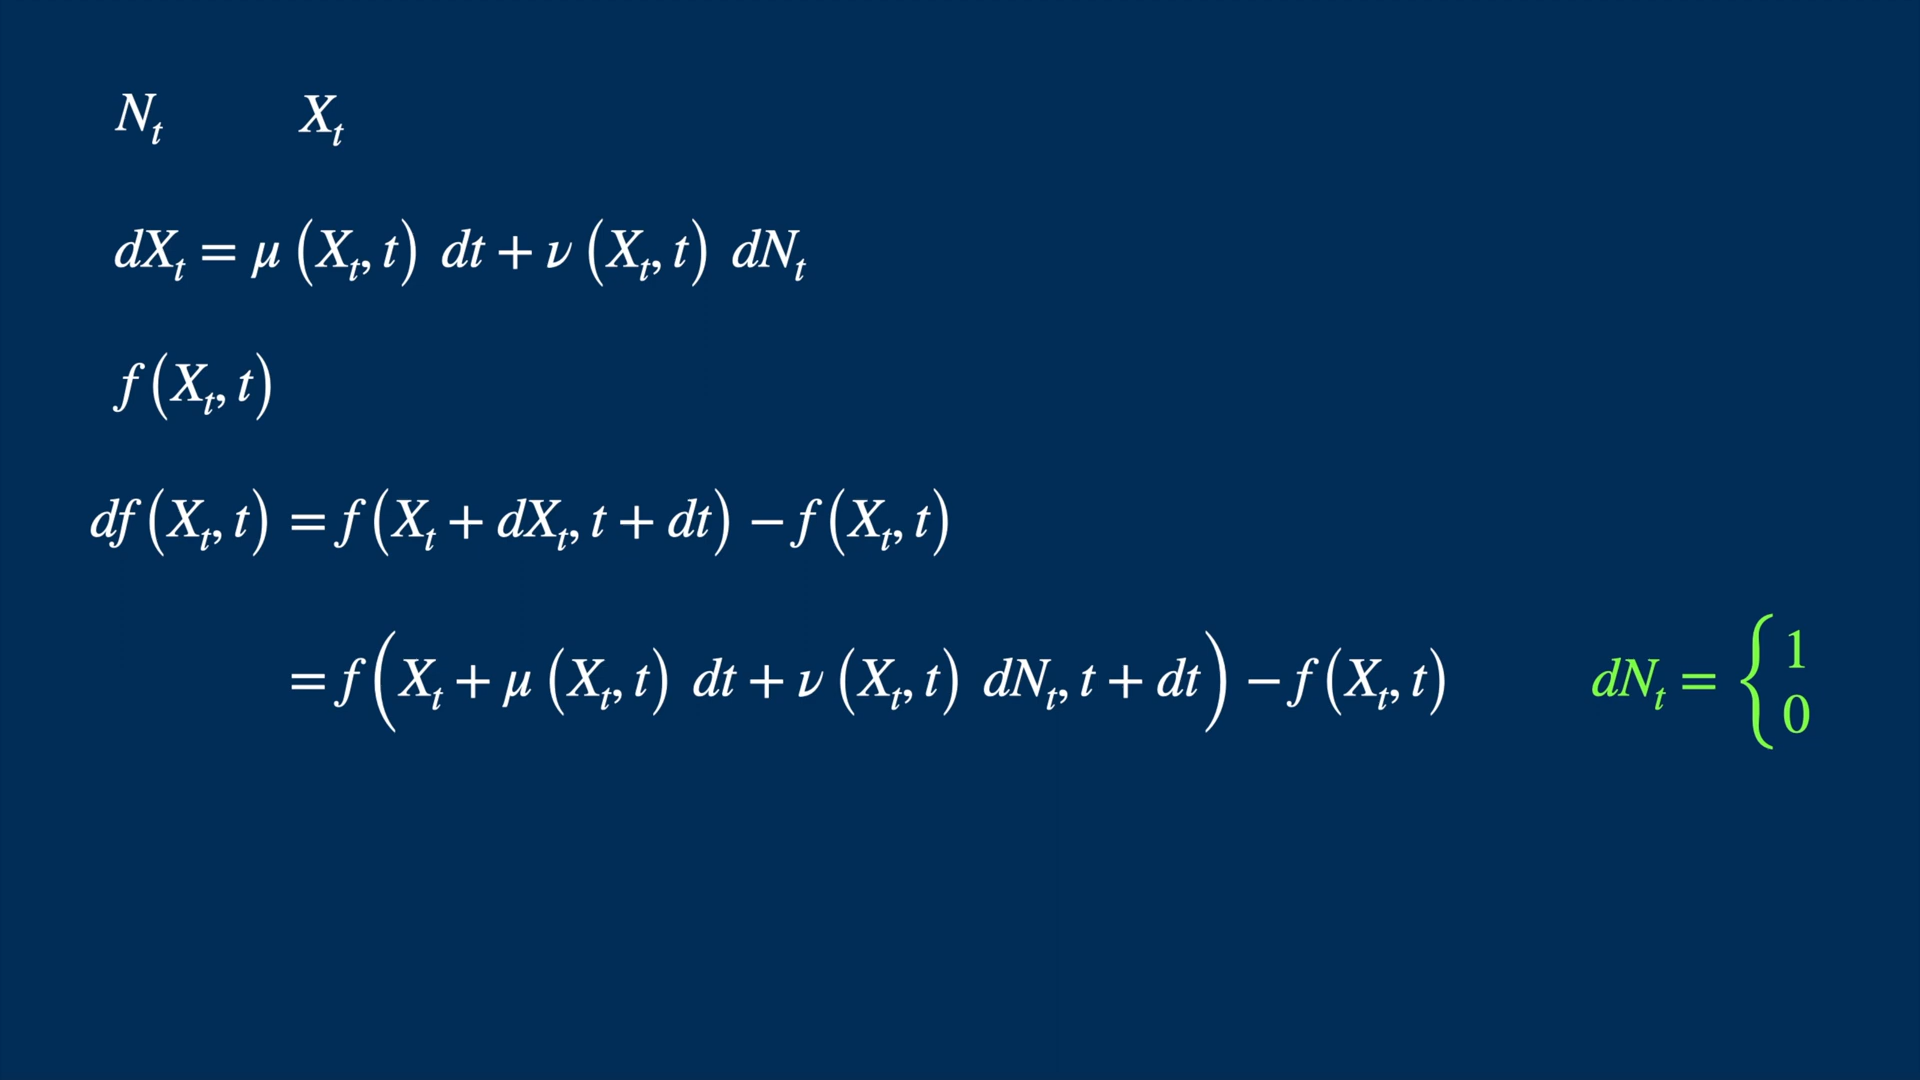 N_t X_t
dX_t = μ(X_t, t) dt + ν(X_t, t) dN_t
f(X_t, t)
df(X_t, t) = f(X_t + dX_t, t + dt) − f(X_t, t)
= f(X_t + μ(X_t, t) dt + ν(X_t, t) dN_t, t + dt) − f(X_t, t) dN_t = { 1 0